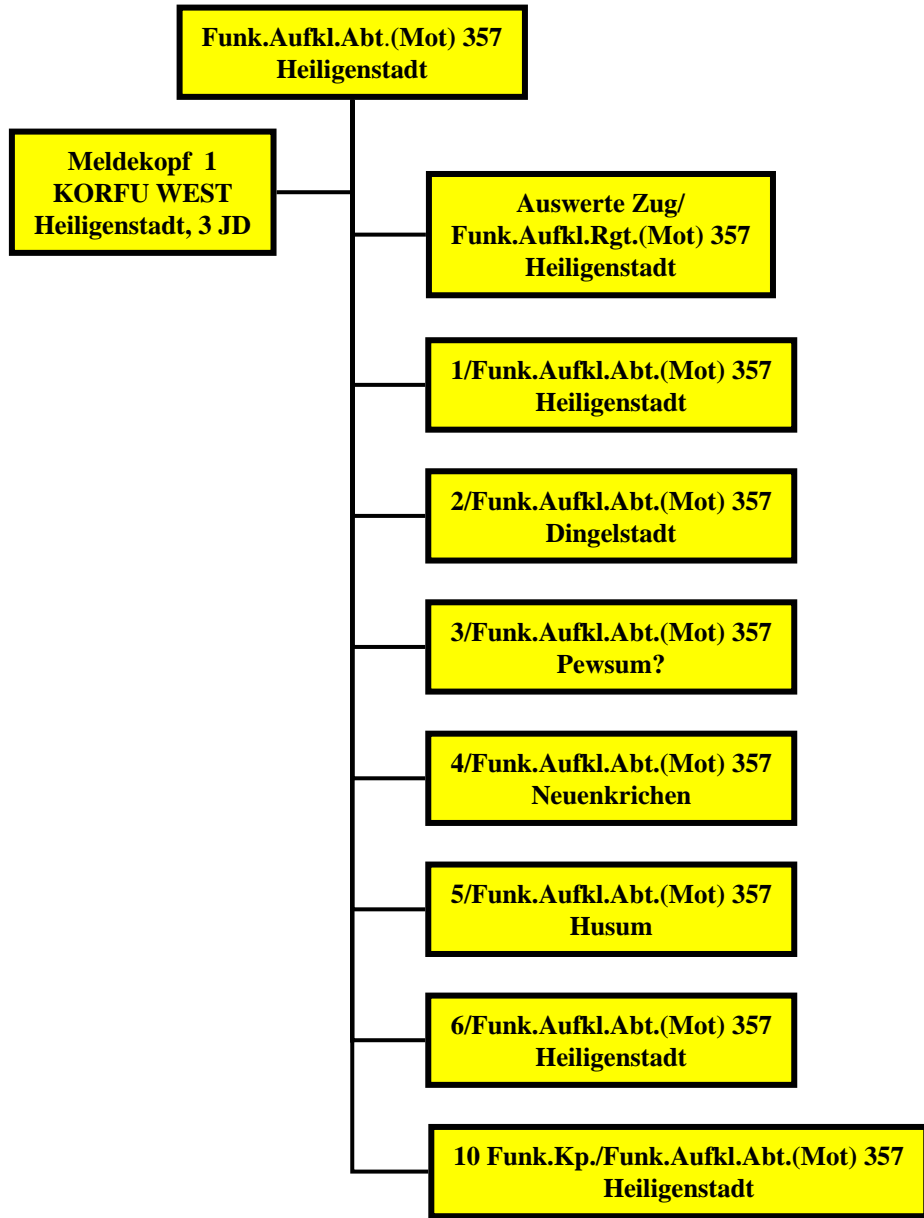 Funk.Aufkl.Abt.(Mot) 357
Heiligenstadt
Meldekopf 1
KORFU WEST
Heiligenstadt, 3 JD
Auswerte Zug/
Funk.Aufkl.Rgt.(Mot) 357
Heiligenstadt
1/Funk.Aufkl.Abt.(Mot) 357
Heiligenstadt
2/Funk.Aufkl.Abt.(Mot) 357
Dingelstadt
3/Funk.Aufkl.Abt.(Mot) 357
Pewsum?
4/Funk.Aufkl.Abt.(Mot) 357
Neuenkrichen
5/Funk.Aufkl.Abt.(Mot) 357
Husum
6/Funk.Aufkl.Abt.(Mot) 357
Heiligenstadt
10 Funk.Kp./Funk.Aufkl.Abt.(Mot) 357
Heiligenstadt